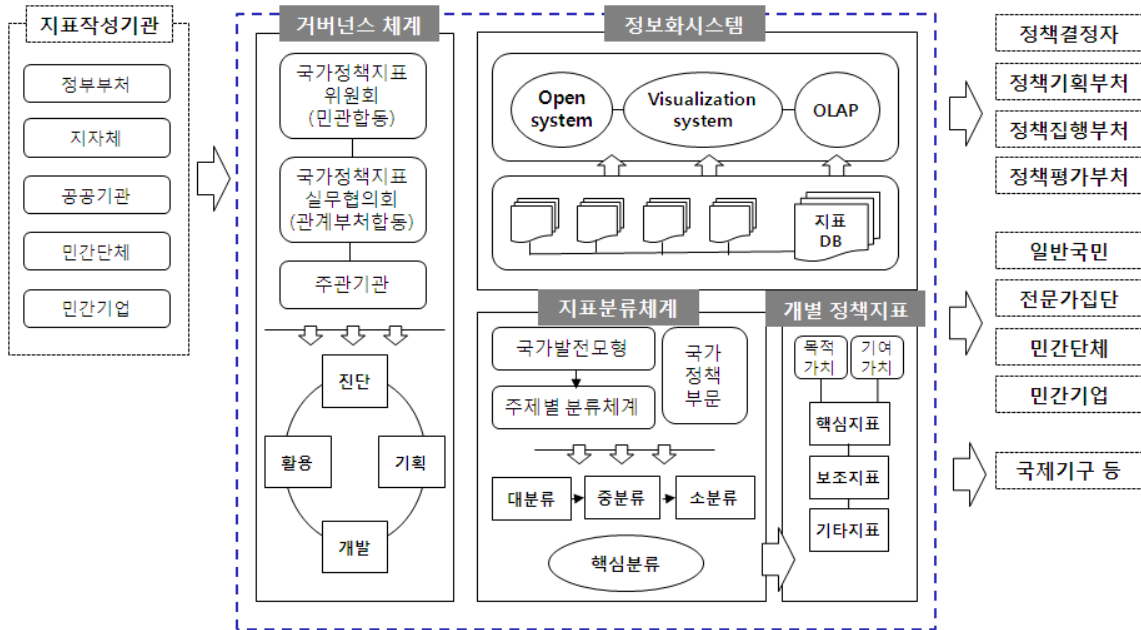 지표작성기관
정부부처
지자체
공공기관
민간단체
민간기업
거버넌스 체계
국가정책지표
위원회
(민관합동)
국가정책지표
실무협의회
(관계부처합동)
주관기관
진단
활용
기획
개발
정보화시스템
Open
system
Visualization
system
OLAP
지표
DB
지표분류체계
국가발전모형
주제별 분류체계
국가
정책
부문
대분류
중분류
소분류
핵심분류
개별 정책지표
목적
가치
기여
가치
핵심지표
보조지표
기타지표
정책결정자
정책기획부처
정책집행부처
정책평가부처
일반국민
전문가집단
민간단체
민간기업
국제기구 등